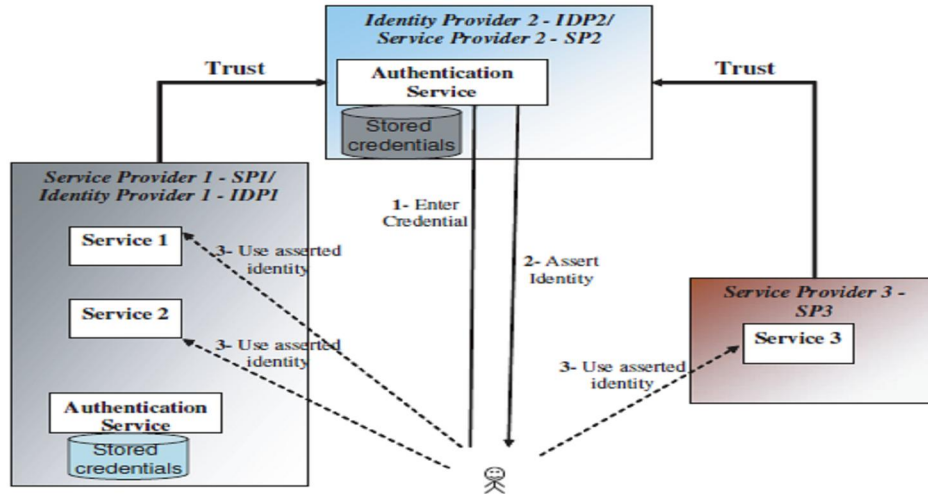 Identity Provider 2 - IDP2/
Service Provider 2 - SP2
Trust
Authentication
Service
Stored
credentials
Trust
Service Provider 1 - SP1/
Identity Provider 1 - IDP1
Service 1
Service 2
Authentication
Service
Stored
credentials
1- Enter
Credential
2- Assert
Identity
3- Use asserted
identity
3- Use asserted
identity
3- Use asserted
identity
Service Provider 3 -
SP3
Service 3